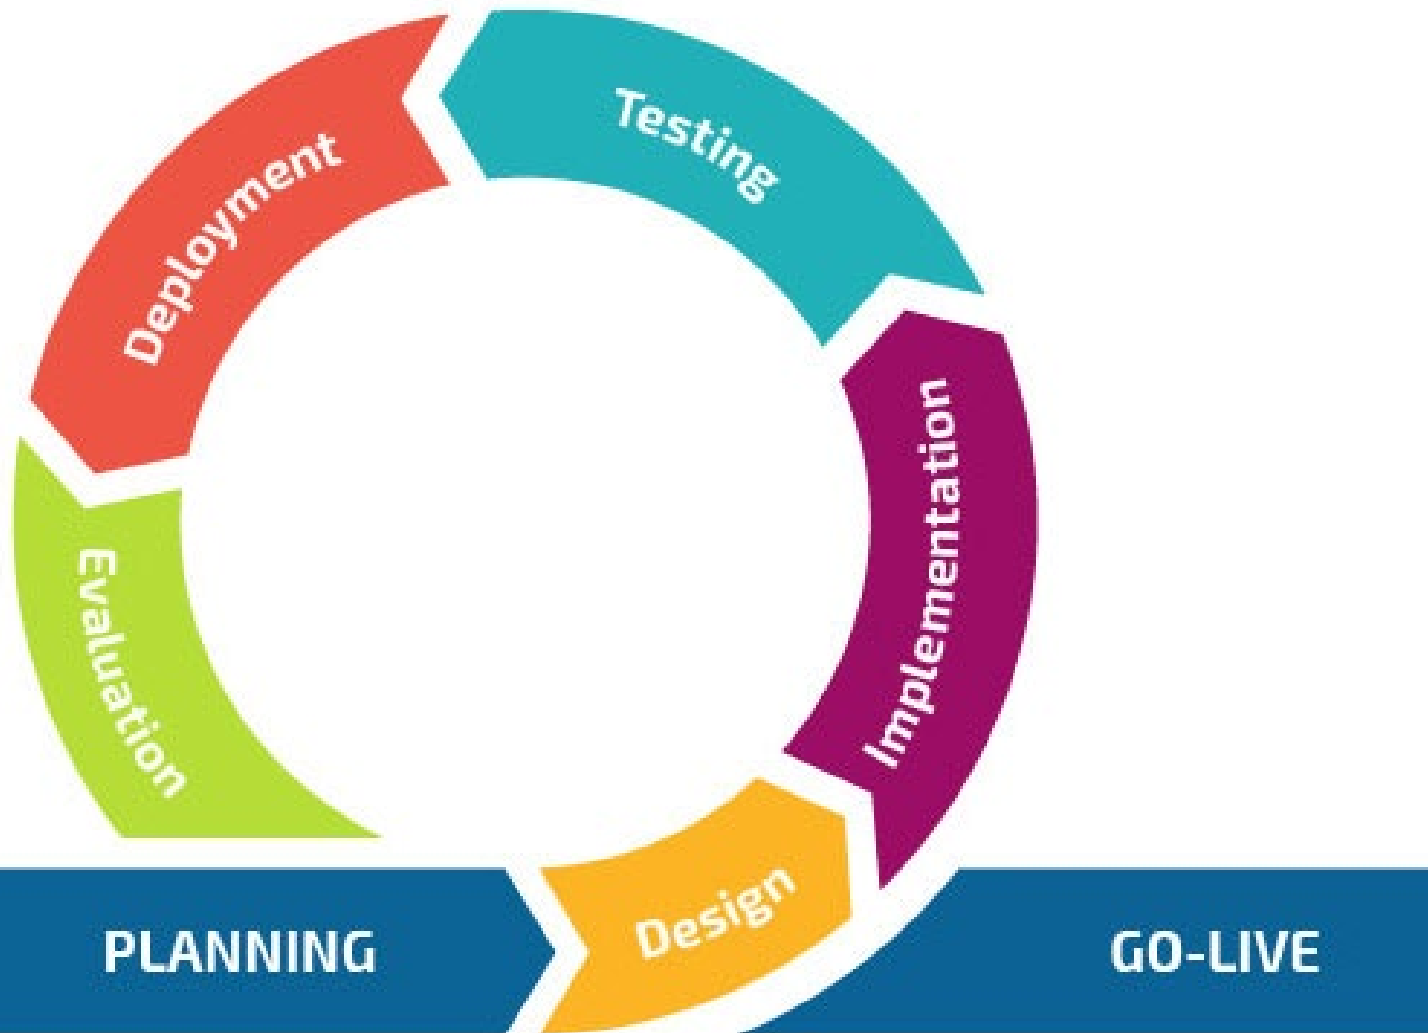 Testing
Deployment
Implementation
Evaluation
Design
PLANNING
GO-LIVE